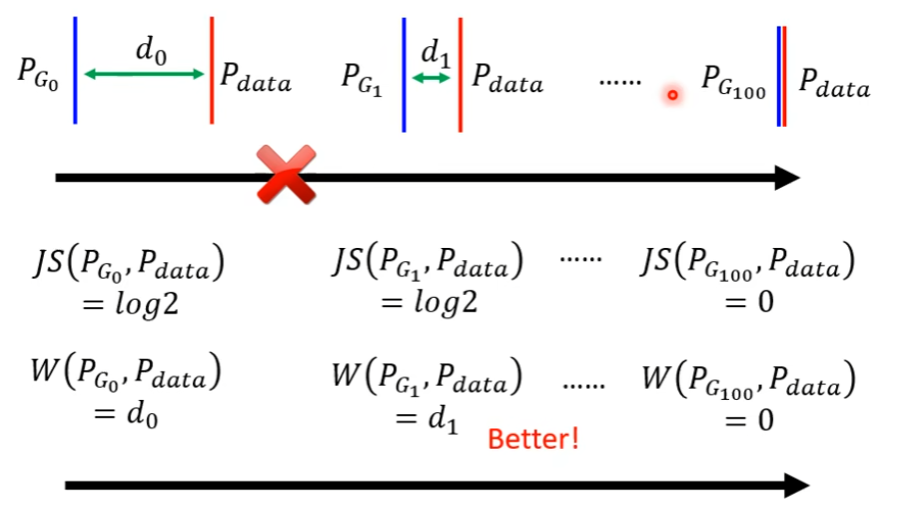 P_{G_0} d_0 P_{data} P_{G_1} d_1 P_{data} ...... P_{G_{100}} P_{data}
JS(P_{G_0}, P_{data}) JS(P_{G_1}, P_{data}) ...... JS(P_{G_{100}}, P_{data})
= log2 = log2 = 0
W(P_{G_0}, P_{data}) W(P_{G_1}, P_{data}) ...... W(P_{G_{100}}, P_{data})
= d_0 = d_1 = 0
Better!